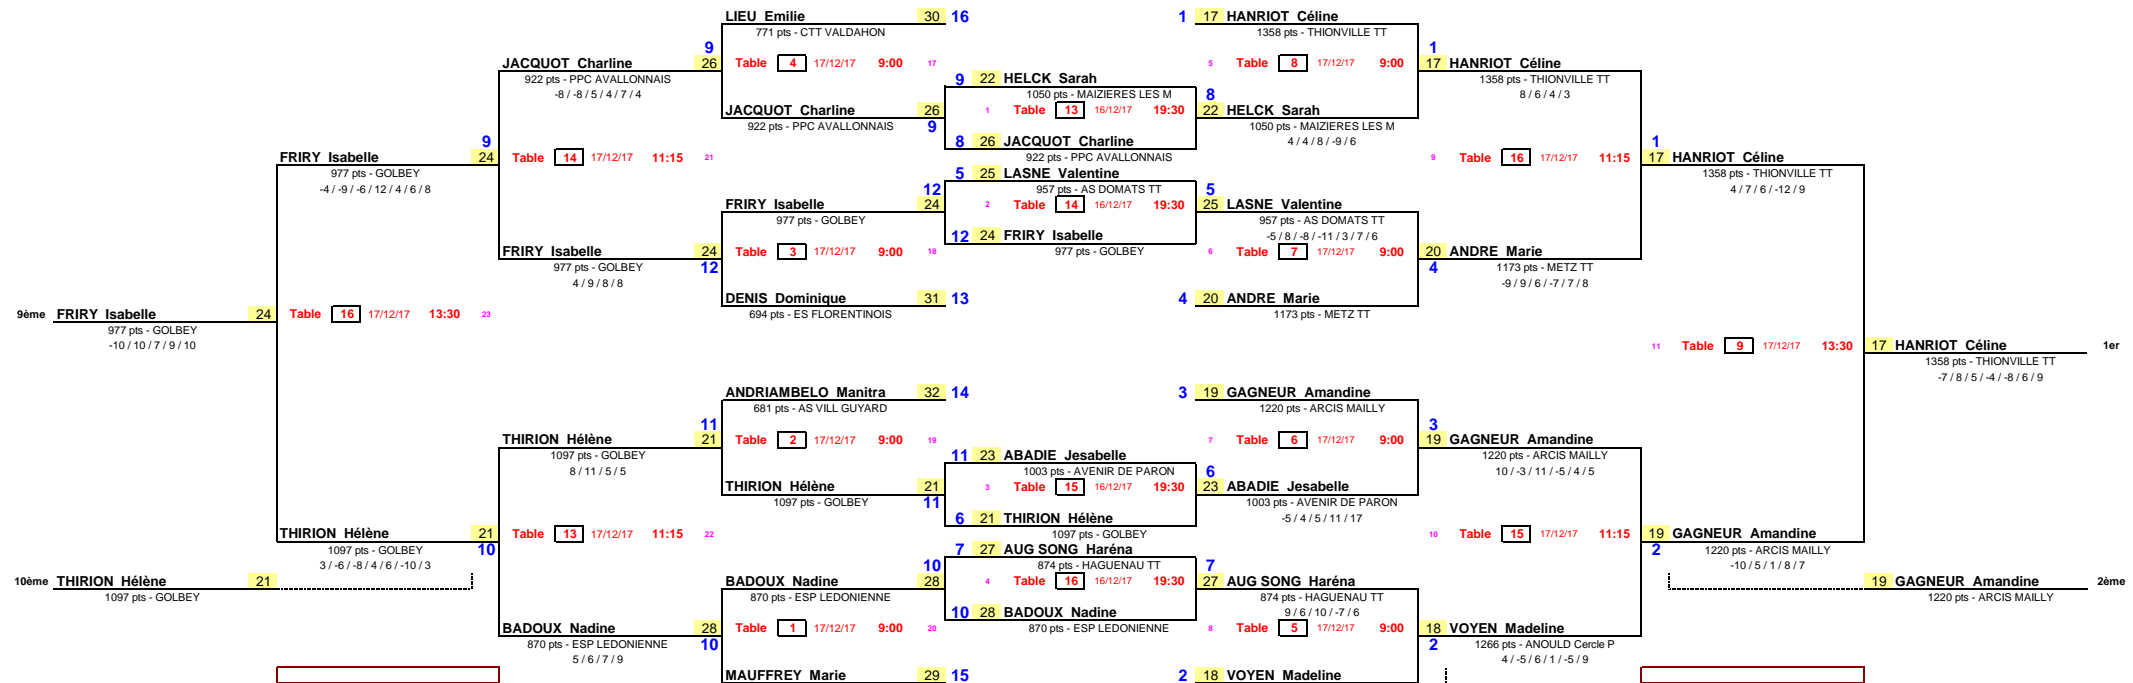 LIEU Emilie 30 16 1 17 HANRIOT Céline
771 pts - CTT VALDAHON 1358 pts - THIONVILLE TT
9 1
JACQUOT Charline 26 Table 4 17/12/17 9:00 17 5 Table 8 17/12/17 9:00 17 HANRIOT Céline
922 pts - PPC AVALLONNAIS 9 22 HELCK Sarah 1358 pts - THIONVILLE TT
-8 / -8 / 5 / 4 / 7 / 4 1050 pts - MAIZIERES LES M 8 8 / 6 / 4 / 3
JACQUOT Charline 26 1 Table 13 16/12/17 19:30 22 HELCK Sarah
922 pts - PPC AVALLONNAIS 9 1050 pts - MAIZIERES LES M
9 8 26 JACQUOT Charline 4 / 4 / 8 / -9 / 6 1
FRIRY Isabelle 24 Table 14 17/12/17 11:15 21 922 pts - PPC AVALLONNAIS 9 Table 16 17/12/17 11:15 17 HANRIOT Céline
977 pts - GOLBEY 5 25 LASNE Valentine 1358 pts - THIONVILLE TT
-4 / -9 / -6 / 12 / 4 / 6 / 8 12 957 pts - AS DOMATS TT 5 4 / 7 / 6 / -12 / 9
FRIRY Isabelle 24 2 Table 14 16/12/17 19:30 25 LASNE Valentine
977 pts - GOLBEY 957 pts - AS DOMATS TT
12 24 FRIRY Isabelle -5 / 8 / -8 / -11 / 3 / 7 / 6
FRIRY Isabelle 24 Table 3 17/12/17 9:00 18 977 pts - GOLBEY 6 Table 7 17/12/17 9:00 20 ANDRE Marie
977 pts - GOLBEY 12 4 1173 pts - METZ TT
4 / 9 / 8 / 8 -9 / 9 / 6 / -7 / 7 / 8
DENIS Dominique 31 13 4 20 ANDRE Marie
9ème FRIRY Isabelle 24 Table 16 17/12/17 13:30 23 694 pts - ES FLORENTINOIS 1173 pts - METZ TT
977 pts - GOLBEY
-10 / 10 / 7 / 9 / 10 11 Table 9 17/12/17 13:30 17 HANRIOT Céline 1er
1358 pts - THIONVILLE TT
-7 / 8 / 5 / -4 / -8 / 6 / 9
ANDRIAMBELO Manitra 32 14 3 19 GAGNEUR Amandine
681 pts - AS VILL GUYARD 1220 pts - ARCIS MAILLY
11 3
THIRION Hélène 21 Table 2 17/12/17 9:00 19 7 Table 6 17/12/17 9:00 19 GAGNEUR Amandine
1097 pts - GOLBEY 11 23 ABADIE Jesabelle 1220 pts - ARCIS MAILLY
8 / 11 / 5 / 5 1003 pts - AVENIR DE PARON 6 10 / -3 / 11 / -5 / 4 / 5
THIRION Hélène 21 3 Table 15 16/12/17 19:30 23 ABADIE Jesabelle
1097 pts - GOLBEY 11 1003 pts - AVENIR DE PARON
6 21 THIRION Hélène -5 / 4 / 5 / 11 / 17
THIRION Hélène 21 Table 13 17/12/17 11:15 22 1097 pts - GOLBEY 10 Table 15 17/12/17 11:15 19 GAGNEUR Amandine
1097 pts - GOLBEY 10 7 27 AUG SONG Haréna 2 1220 pts - ARCIS MAILLY
3 / -6 / -8 / 4 / 6 / -10 / 3 10 874 pts - HAGUENAU TT 7 -10 / 5 / 1 / 8 / 7
10ème THIRION Hélène 21 BADOUX Nadine 28 4 Table 16 16/12/17 19:30 27 AUG SONG Haréna 19 GAGNEUR Amandine 2ème
1097 pts - GOLBEY 870 pts - ESP LEDONIENNE 874 pts - HAGUENAU TT 1220 pts - ARCIS MAILLY
10 28 BADOUX Nadine 9 / 6 / 10 / -7 / 6
BADOUX Nadine 28 Table 1 17/12/17 9:00 20 870 pts - ESP LEDONIENNE 8 Table 5 17/12/17 9:00 18 VOYEN Madeline
870 pts - ESP LEDONIENNE 10 2 1266 pts - ANOULD Cercle P
5 / 6 / 7 / 9 4 / -5 / 6 / 1 / -5 / 9
MAUFFREY Marie 29 15 2 18 VOYEN Madeline